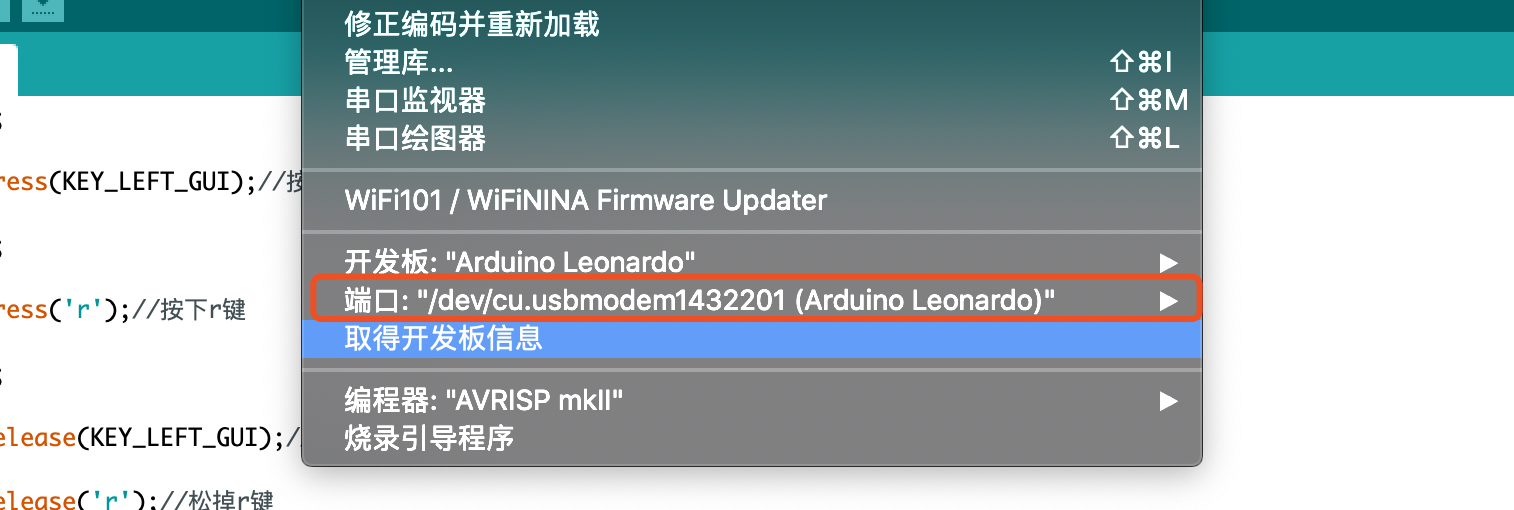 修正编码并重新加载
管理库... ⇧⌘I
串口监视器 ⇧⌘M
串口绘图器 ⇧⌘L
ress(KEY_LEFT_GUI);//按
WiFi101 / WiFiNINA Firmware Updater
开发板: "Arduino Leonardo" ▶
端口: "/dev/cu.usbmodem1432201 (Arduino Leonardo)" ▶
ress('r');//按下r键
取得开发板信息
编程器: "AVRISP mkII" ▶
elease(KEY_LEFT_GUI);/
烧录引导程序
elease('r');//松掉r键